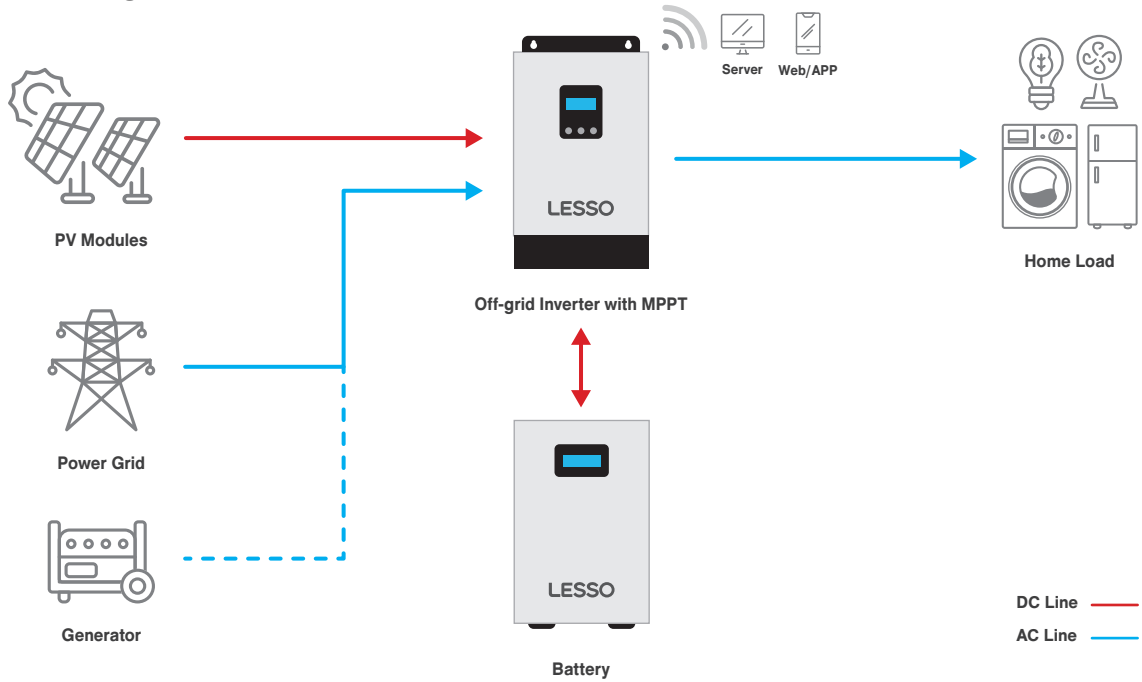 Server
Web/APP
LESSO
PV Modules
Home Load
Off-grid Inverter with MPPT
Power Grid
LESSO
Generator
Battery
DC Line
AC Line